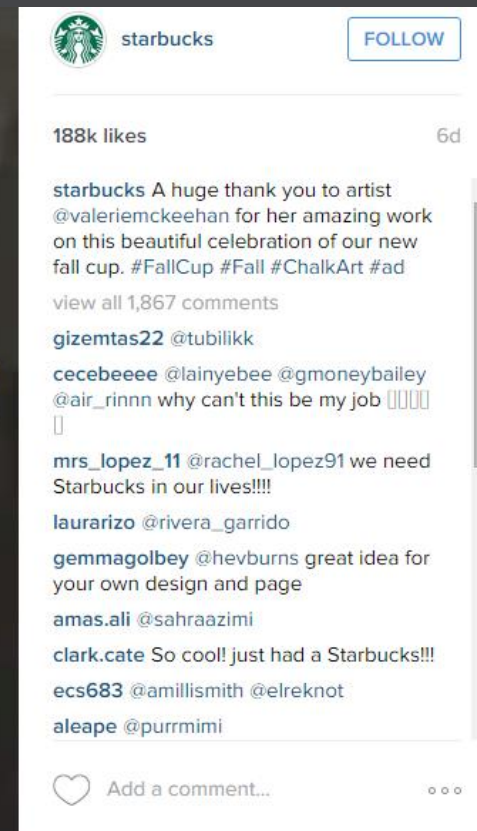 starbucks
FOLLOW
188k likes
6d
starbucks A huge thank you to artist
@valeriemckeehan for her amazing work
on this beautiful celebration of our new
fall cup. #FallCup #Fall #ChalkArt #ad
view all 1,867 comments
gizemtas22 @tubilikk
cecebeeee @lainyebee @gmoneybailey
@air_rinnn why can't this be my job ▯▯▯▯
▯
mrs_lopez_11 @rachel_lopez91 we need
Starbucks in our lives!!!!
laurarizo @rivera_garrido
gemmagolbey @hevburns great idea for
your own design and page
amas.ali @sahraazimi
clark.cate So cool! just had a Starbucks!!!
ecs683 @amillismith @elreknot
aleape @purrmimi
Add a comment...